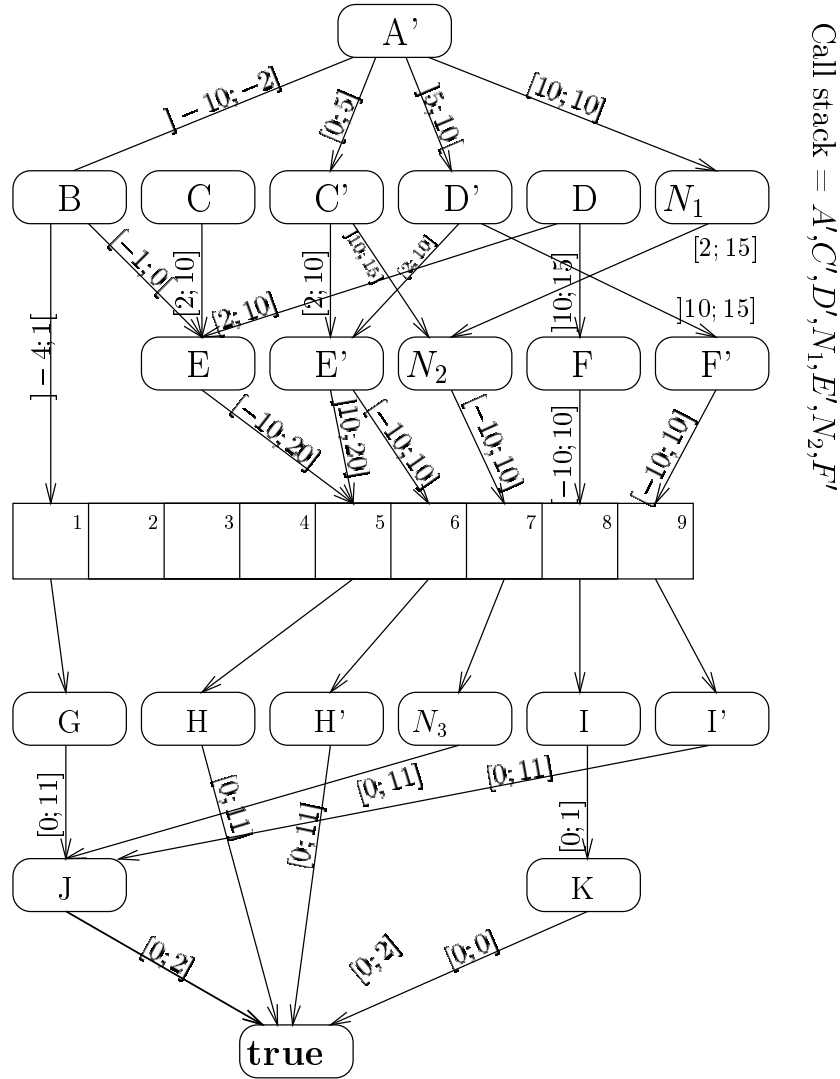 A'
]−10;−2]
[0;5]
]5;10]
[10;10]
B
C
C'
D'
D
N₁
[−1;0[
[2;10]
[2;10]
[2;10]
]10;15]
]10;15]
[2;15]
]10;15]
]−4;1[
E
E'
N₂
F
F'
[−10;20]
]10;20]
[−10;10]
[−10;10]
[−10;10]
[−10;10]
1 2 3 4 5 6 7 8 9
G
H
H'
N₃
I
I'
[0;11]
[0;11]
[0;11]
[0;11]
[0;11]
[0;1]
J
K
[0;2]
[0;2]
[0;0]
true
Call stack = A',C',D',N₁,E',N₂,F'